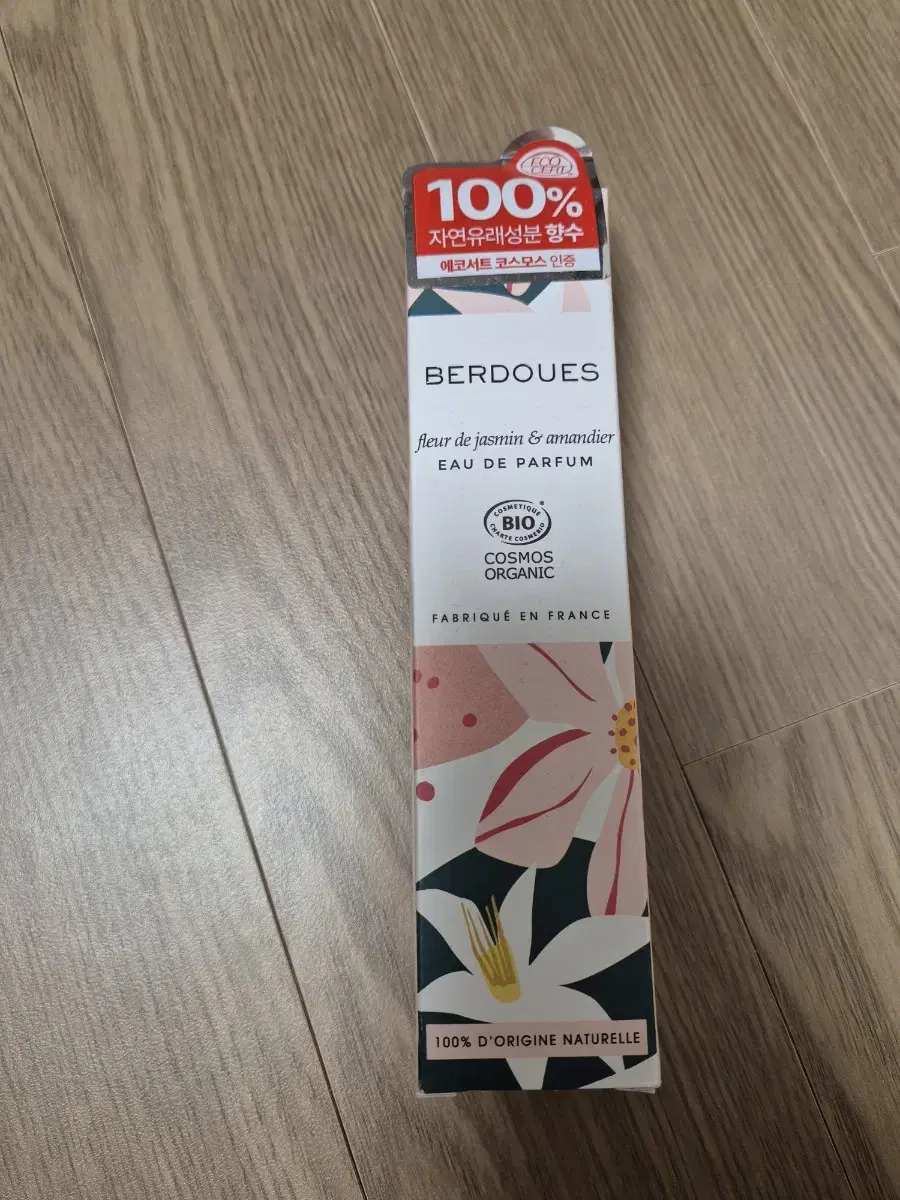 ECO
CERT
100%
자연유래성분 향수
에코서트 코스모스 인증
BERDOUES
fleur de jasmin & amandier
EAU DE PARFUM
COSMETIQUE
BIO
CHARTE COSMEBIO
COSMOS
ORGANIC
FABRIQUÉ EN FRANCE
100% D'ORIGINE NATURELLE